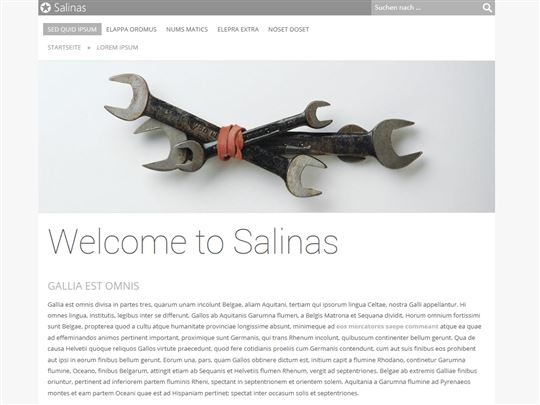 Salinas
Suchen nach ...
SED QUID IPSUM ELAPPA OROMUS NUMS MATICS ELEPRA EXTRA NOSET DOSET
STARTSEITE » LOREM IPSUM
Welcome to Salinas
GALLIA EST OMNIS
Gallia est omnis divisa in partes tres, quarum unam incolunt Belgae, aliam Aquitani, tertiam qui ipsorum lingua Celtae, nostra Galli appellantur. Hi
omnes lingua, institutis, legibus inter se differunt. Gallos ab Aquitanis Garumna flumen, a Belgis Matrona et Sequana dividit. Horum omnium fortissimi
sunt Belgae, propterea quod a cultu atque humanitate provinciae longissime absunt, minimeque ad eos mercatores saepe commeant atque ea quae
ad effeminandos animos pertinent important, proximique sunt Germanis, qui trans Rhenum incolunt, quibuscum continenter bellum gerunt. Qua de
causa Helvetii quoque reliquos Gallos virtute praecedunt, quod fere cotidianis proeliis cum Germanis contendunt, cum aut suis finibus eos prohibent
aut ipsi in eorum finibus bellum gerunt. Eorum una, pars, quam Gallos obtinere dictum est, initium capit a flumine Rhodano, continetur Garumna
flumine, Oceano, finibus Belgarum, attingit etiam ab Sequanis et Helvetiis flumen Rhenum, vergit ad septentriones. Belgae ab extremis Galliae finibus
oriuntur, pertinent ad inferiorem partem fluminis Rheni, spectant in septentrionem et orientem solem. Aquitania a Garumna flumine ad Pyrenaeos
montes et eam partem Oceani quae est ad Hispaniam pertinet; spectat inter occasum solis et septentriones.